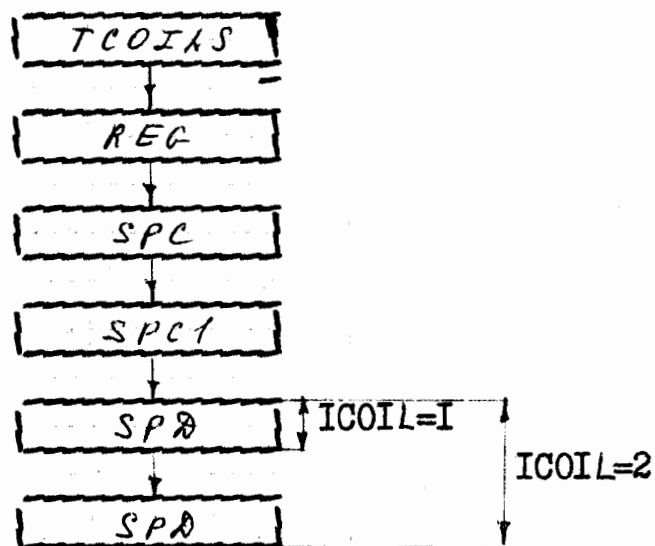 TCOILS
REG
SPC
SPC1
SPD
ICOIL=I
ICOIL=2
SPD